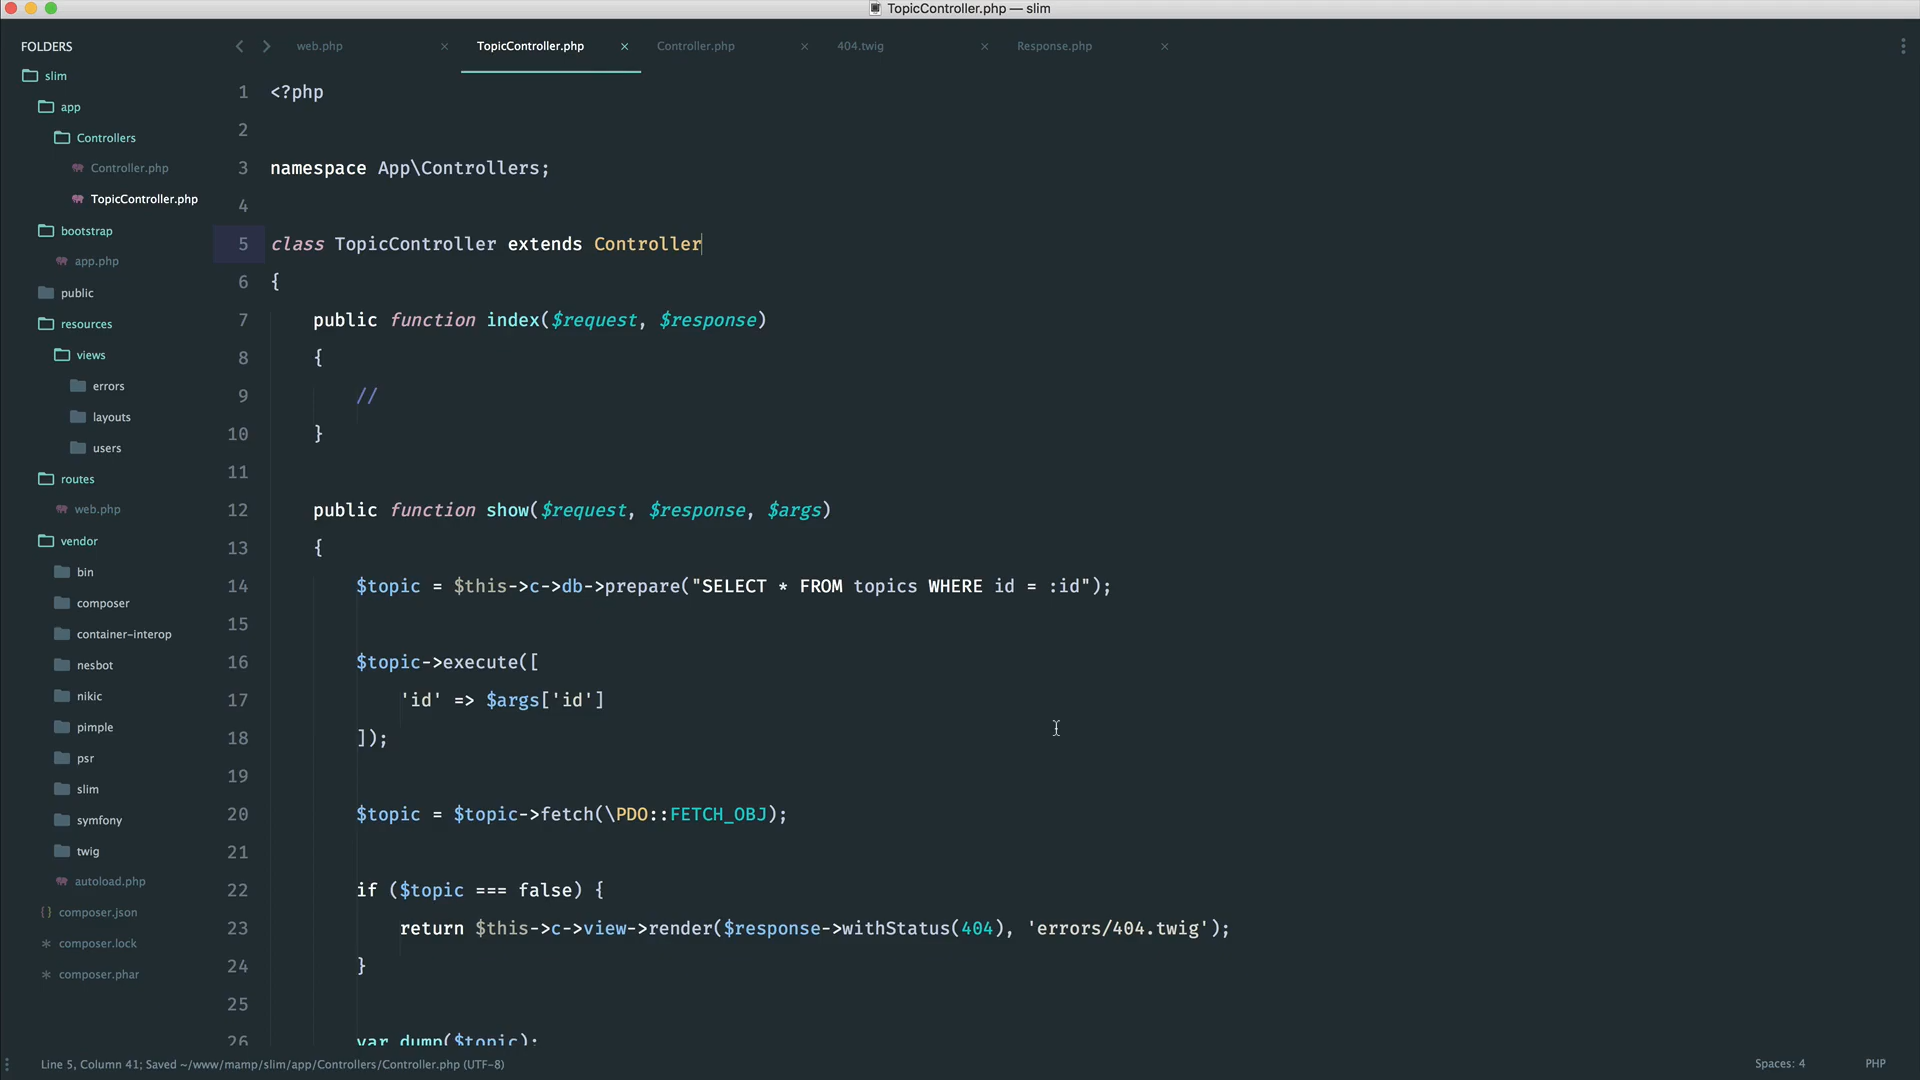 TopicController.php — slim
FOLDERS
slim
app
Controllers
Controller.php
TopicController.php
bootstrap
app.php
public
resources
views
errors
layouts
users
routes
web.php
vendor
bin
composer
container-interop
nesbot
nikic
pimple
psr
slim
symfony
twig
autoload.php
{} composer.json
* composer.lock
* composer.phar
web.php × TopicController.php × Controller.php × 404.twig × Response.php ×
1 <?php
2
3 namespace App\Controllers;
4
5 class TopicController extends Controller
6 {
7     public function index($request, $response)
8     {
9         //
10     }
11
12     public function show($request, $response, $args)
13     {
14         $topic = $this->c->db->prepare("SELECT * FROM topics WHERE id = :id");
15
16         $topic->execute([
17             'id' => $args['id']
18         ]);
19
20         $topic = $topic->fetch(\PDO::FETCH_OBJ);
21
22         if ($topic === false) {
23             return $this->c->view->render($response->withStatus(404), 'errors/404.twig');
24         }
25
26         var_dump($topic);
Line 5, Column 41; Saved ~/www/mamp/slim/app/Controllers/Controller.php (UTF-8)
Spaces: 4
PHP